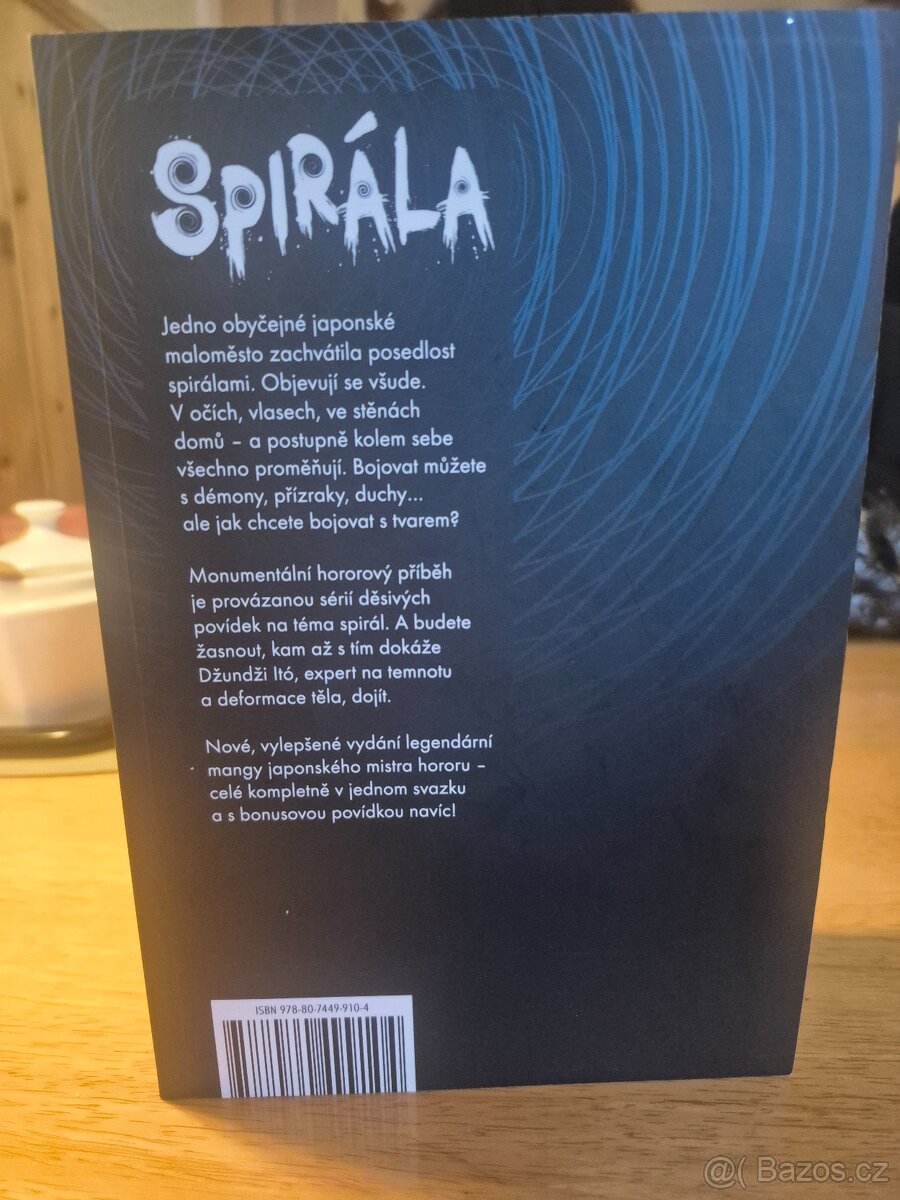 SPIRÁLA
Jedno obyčejné japonské
maloměsto zachvátila posedlost
spirálami. Objevují se všude.
V očích, vlasech, ve stěnách
domů – a postupně kolem sebe
všechno proměňují. Bojovat můžete
s démony, přízraky, duchy...
ale jak chcete bojovat s tvarem?
Monumentální hororový příběh
je provázanou sérií děsivých
povídek na téma spirál. A budete
žasnout, kam až s tím dokáže
Džundži Itó, expert na temnotu
a deformace těla, dojít.
Nové, vylepšené vydání legendární
mangy japonského mistra hororu –
celé kompletně v jednom svazku
a s bonusovou povídkou navíc!
ISBN 978-80-7449-910-4
@( Bazos.cz